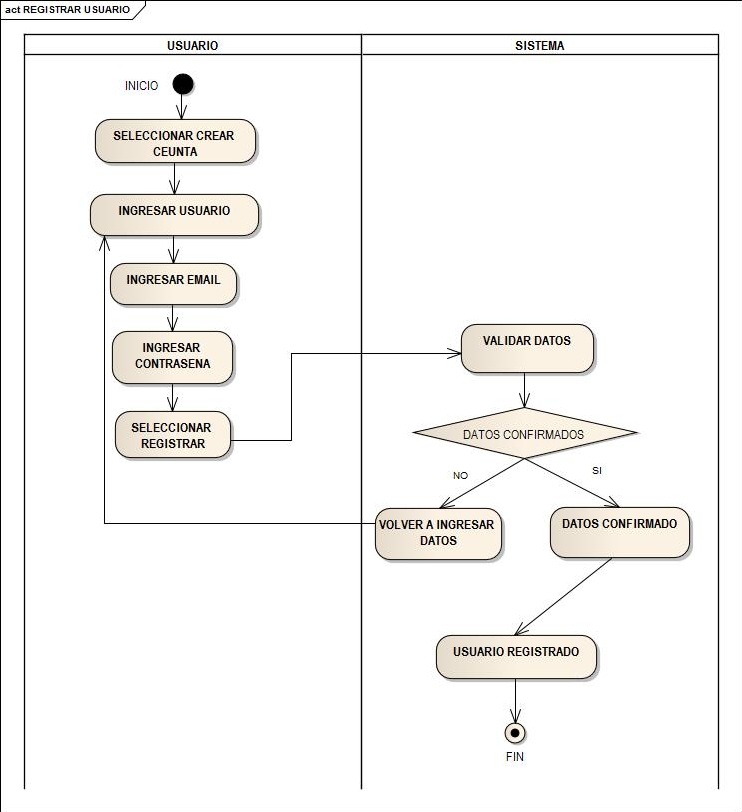 act REGISTRAR USUARIO
USUARIO
SISTEMA
INICIO
SELECCIONAR CREAR
CEUNTA
INGRESAR USUARIO
INGRESAR EMAIL
INGRESAR
CONTRASENA
SELECCIONAR
REGISTRAR
VALIDAR DATOS
DATOS CONFIRMADOS
NO
SI
VOLVER A INGRESAR
DATOS
DATOS CONFIRMADO
USUARIO REGISTRADO
FIN